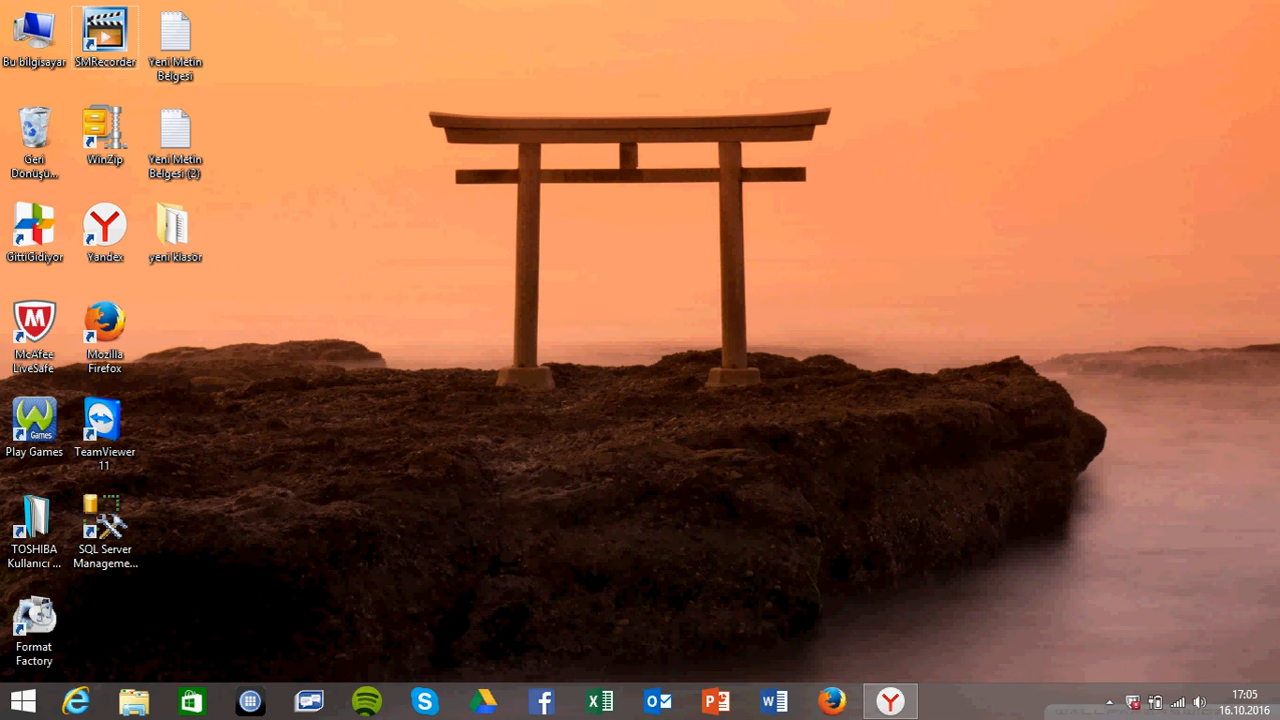 Bu bilgisayar
SMRecorder
Yeni Metin
Belgesi
Geri
Dönüşü...
WinZip
Yeni Metin
Belgesi (2)
GittiGidiyor
Yandex
yeni klasör
McAfee
LiveSafe
Mozilla
Firefox
Games
Play Games
TeamViewer
11
TOSHIBA
Kullanıcı ...
SQL Server
Manageme...
Format
Factory
17:05
16.10.2016